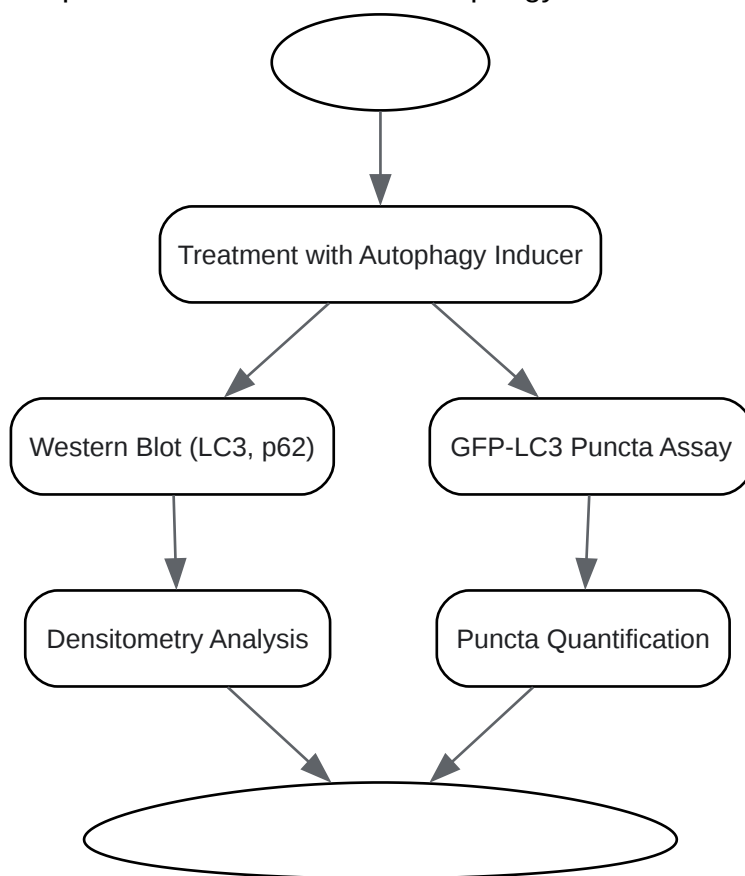 Treatment with Autophagy Inducer
Western Blot (LC3, p62)
GFP-LC3 Puncta Assay
Densitometry Analysis
Puncta Quantification